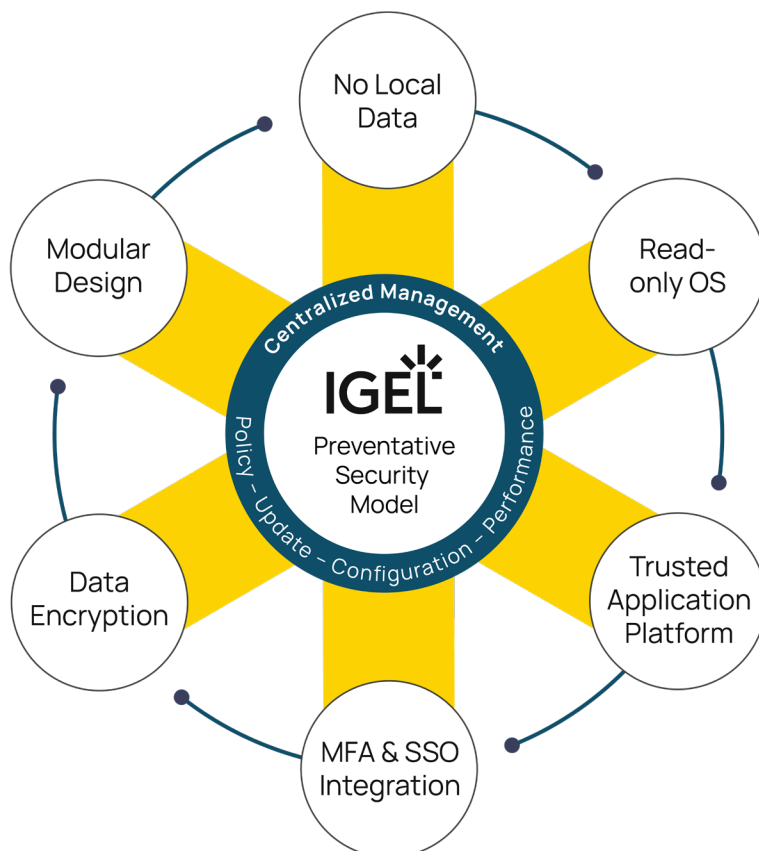 No Local
Data
Read-
only OS
Trusted
Application
Platform
MFA & SSO
Integration
Data
Encryption
Modular
Design
Centralized Management
IGEL
Preventative
Security
Model
Policy – Update – Configuration – Performance